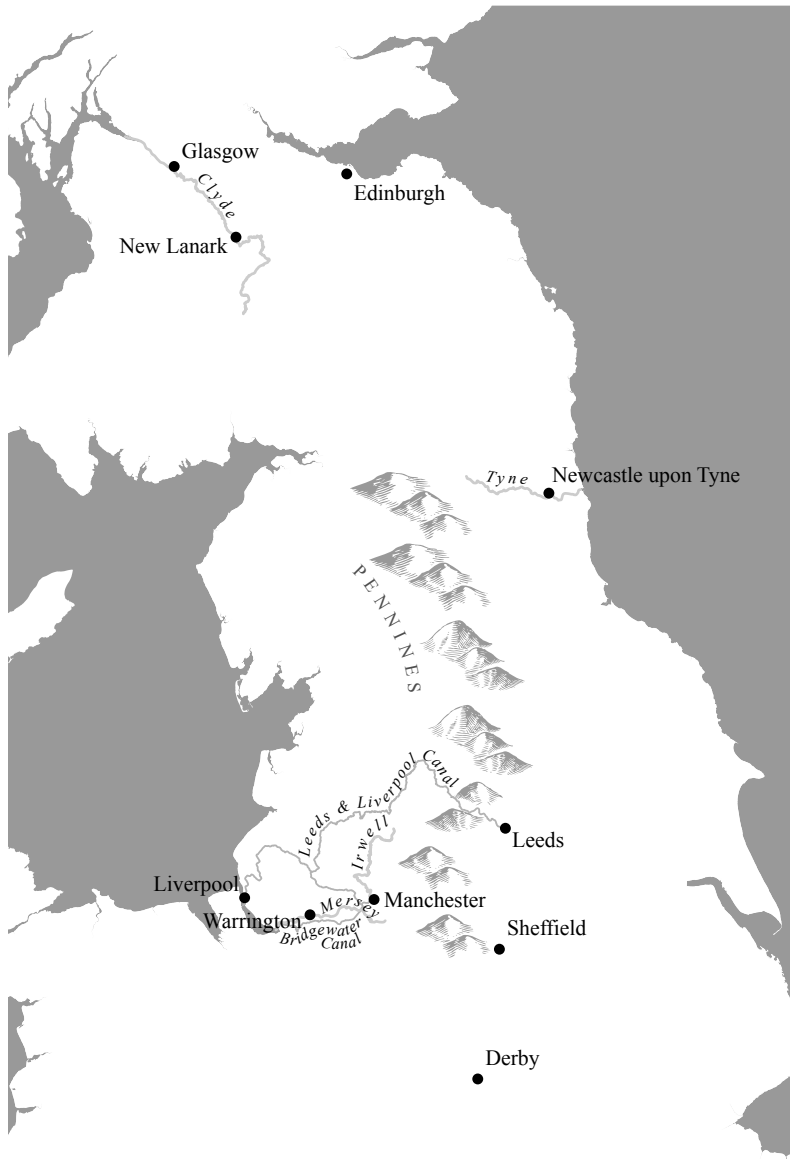 Glasgow
Clyde
Edinburgh
New Lanark
Tyne
Newcastle upon Tyne
PENNINES
Leeds & Liverpool Canal
Irwell
Leeds
Liverpool
Manchester
Mersey
Warrington
Bridgewater
Canal
Sheffield
Derby